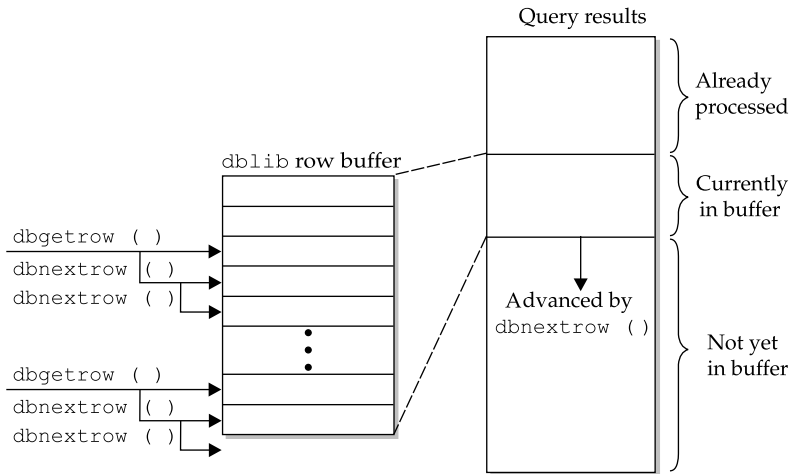 Query results
Already
processed
dblib row buffer
Currently
in buffer
dbgetrow ( )
dbnextrow ( )
dbnextrow ( )
Advanced by
dbnextrow ()
Not yet
in buffer
dbgetrow ( )
dbnextrow ( )
dbnextrow ( )